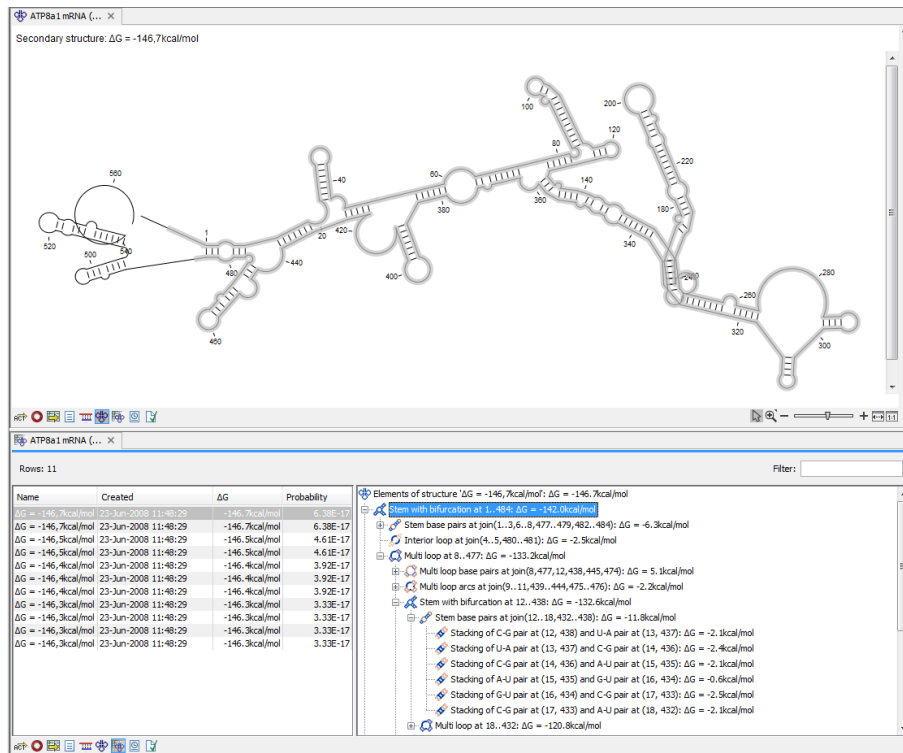 ATP8a1 mRNA (...
Secondary structure: ΔG = -146,7kcal/mol
100
200
120
80
220
560
40
60
140
180
380
360
1
520
20
420
540
500
340
440
480
400
240
280
260
320
300
460
1:1
ATP8a1 mRNA (...
Rows: 11
Filter:
Name Created ΔG Probability
ΔG = -146,7kcal/mol 23-Jun-2008 11:48:29 -146.7kcal/mol 6.38E-17
ΔG = -146,7kcal/mol 23-Jun-2008 11:48:29 -146.7kcal/mol 6.38E-17
ΔG = -146,5kcal/mol 23-Jun-2008 11:48:29 -146.5kcal/mol 4.61E-17
ΔG = -146,5kcal/mol 23-Jun-2008 11:48:29 -146.5kcal/mol 4.61E-17
ΔG = -146,4kcal/mol 23-Jun-2008 11:48:29 -146.4kcal/mol 3.92E-17
ΔG = -146,4kcal/mol 23-Jun-2008 11:48:29 -146.4kcal/mol 3.92E-17
ΔG = -146,4kcal/mol 23-Jun-2008 11:48:29 -146.4kcal/mol 3.92E-17
ΔG = -146,3kcal/mol 23-Jun-2008 11:48:29 -146.3kcal/mol 3.33E-17
ΔG = -146,3kcal/mol 23-Jun-2008 11:48:29 -146.3kcal/mol 3.33E-17
ΔG = -146,3kcal/mol 23-Jun-2008 11:48:29 -146.3kcal/mol 3.33E-17
ΔG = -146,3kcal/mol 23-Jun-2008 11:48:29 -146.3kcal/mol 3.33E-17
Elements of structure 'ΔG = -146,7kcal/mol': ΔG = -146.7kcal/mol
Stem with bifurcation at 1..484: ΔG = -142.0kcal/mol
Stem base pairs at join(1..3,6..8,477..479,482..484): ΔG = -6.3kcal/mol
Interior loop at join(4..5,480..481): ΔG = -2.5kcal/mol
Multi loop at 8..477: ΔG = -133.2kcal/mol
Multi loop base pairs at join(8,477,12,438,445,474): ΔG = 5.1kcal/mol
Multi loop arcs at join(9..11,439..444,475..476): ΔG = -2.2kcal/mol
Stem with bifurcation at 12..438: ΔG = -132.6kcal/mol
Stem base pairs at join(12..18,432..438): ΔG = -11.8kcal/mol
Stacking of C-G pair at (12, 438) and U-A pair at (13, 437): ΔG = -2.1kcal/mol
Stacking of U-A pair at (13, 437) and C-G pair at (14, 436): ΔG = -2.4kcal/mol
Stacking of C-G pair at (14, 436) and A-U pair at (15, 435): ΔG = -2.1kcal/mol
Stacking of A-U pair at (15, 435) and G-U pair at (16, 434): ΔG = -0.6kcal/mol
Stacking of G-U pair at (16, 434) and C-G pair at (17, 433): ΔG = -2.5kcal/mol
Stacking of C-G pair at (17, 433) and A-U pair at (18, 432): ΔG = -2.1kcal/mol
Multi loop at 18..432: ΔG = -120.8kcal/mol